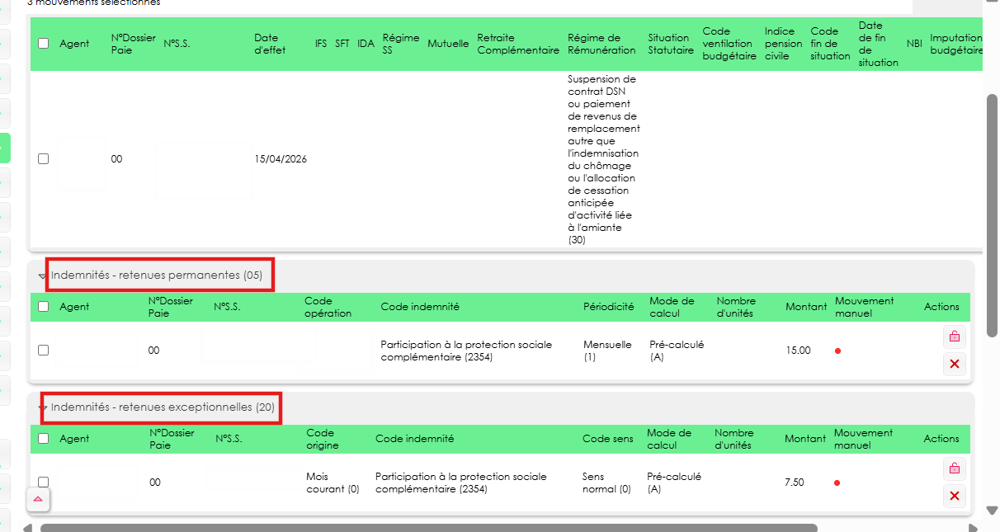 3 mouvements sélectionnés
Agent N°Dossier Paie N°S.S. Date d'effet IFS SFT IDA Régime SS Mutuelle Retraite Complémentaire Régime de Rémunération Situation Statutaire Code ventilation budgétaire Indice pension civile Code fin de situation Date de fin de situation NBI Imputation budgétaire
00 15/04/2026
Suspension de
contrat DSN
ou paiement
de revenus de
remplacement
autre que
l'indemnisation
du chômage
ou l'allocation
de cessation
anticipée
d'activité liée
à l'amiante
(30)
Indemnités - retenues permanentes (05)
Agent N°Dossier Paie N°S.S. Code opération Code indemnité Périodicité Mode de calcul Nombre d'unités Montant Mouvement manuel Actions
00 Participation à la protection sociale complémentaire (2354) Mensuelle (1) Pré-calculé (A) 15.00
Indemnités - retenues exceptionnelles (20)
Agent N°Dossier Paie N°S.S. Code origine Code indemnité Code sens Mode de calcul Nombre d'unités Montant Mouvement manuel Actions
00 Mois courant (0) Participation à la protection sociale complémentaire (2354) Sens normal (0) Pré-calculé (A) 7.50